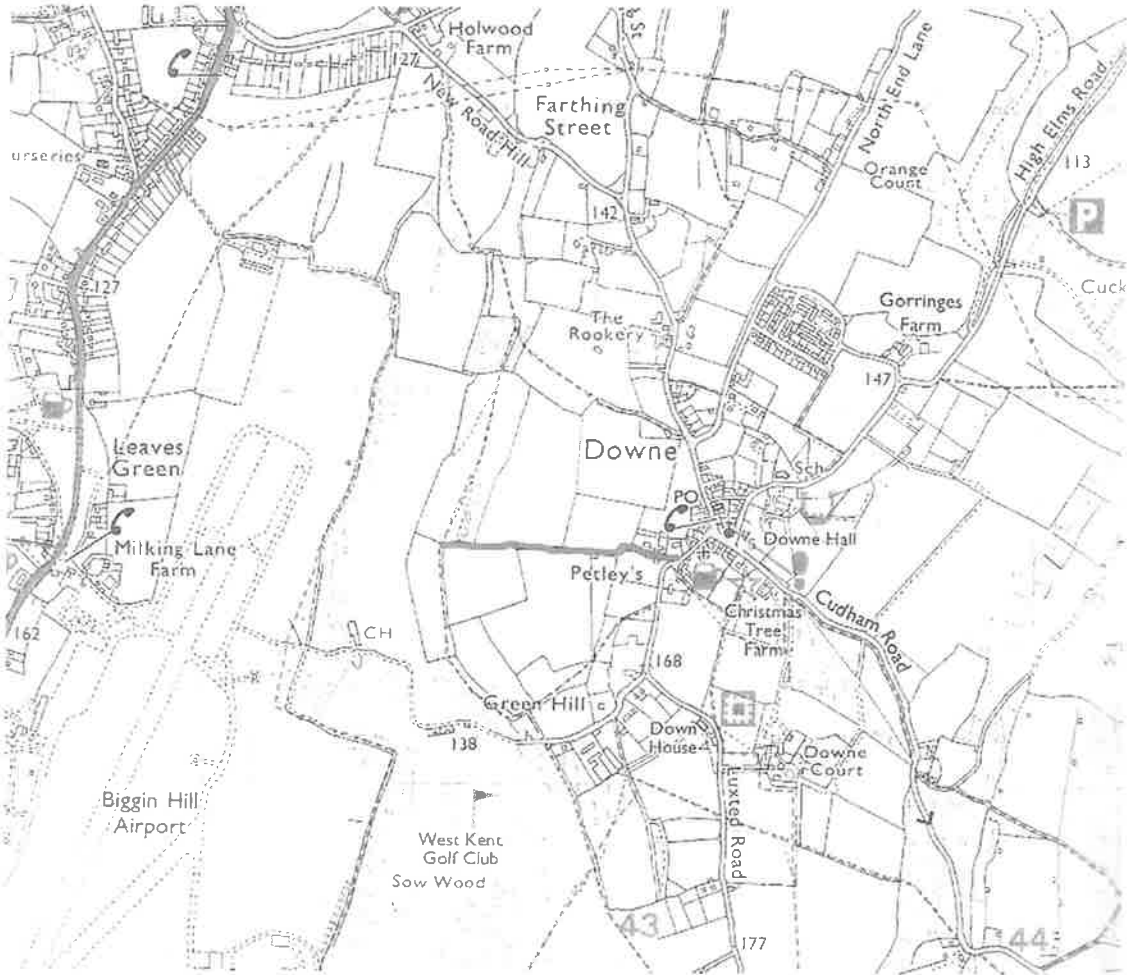 Holwood
Farm
127
New Road Hill
Farthing
Street
St
North End Lane
High Elms Road
113
Orange
Court
P
urseries
142
127
Cuck
Gorringes
Farm
The
Rookery
147
Leaves
Green
Downe
Sch
PO
Milking Lane
Farm
Downe Hall
Petley's
Christmas
Tree
Farm
Cudham Road
162
CH
168
Green Hill
138
Down
House
Downe
Court
Luxted Road
Biggin Hill
Airport
West Kent
Golf Club
Sow Wood
43
177
44